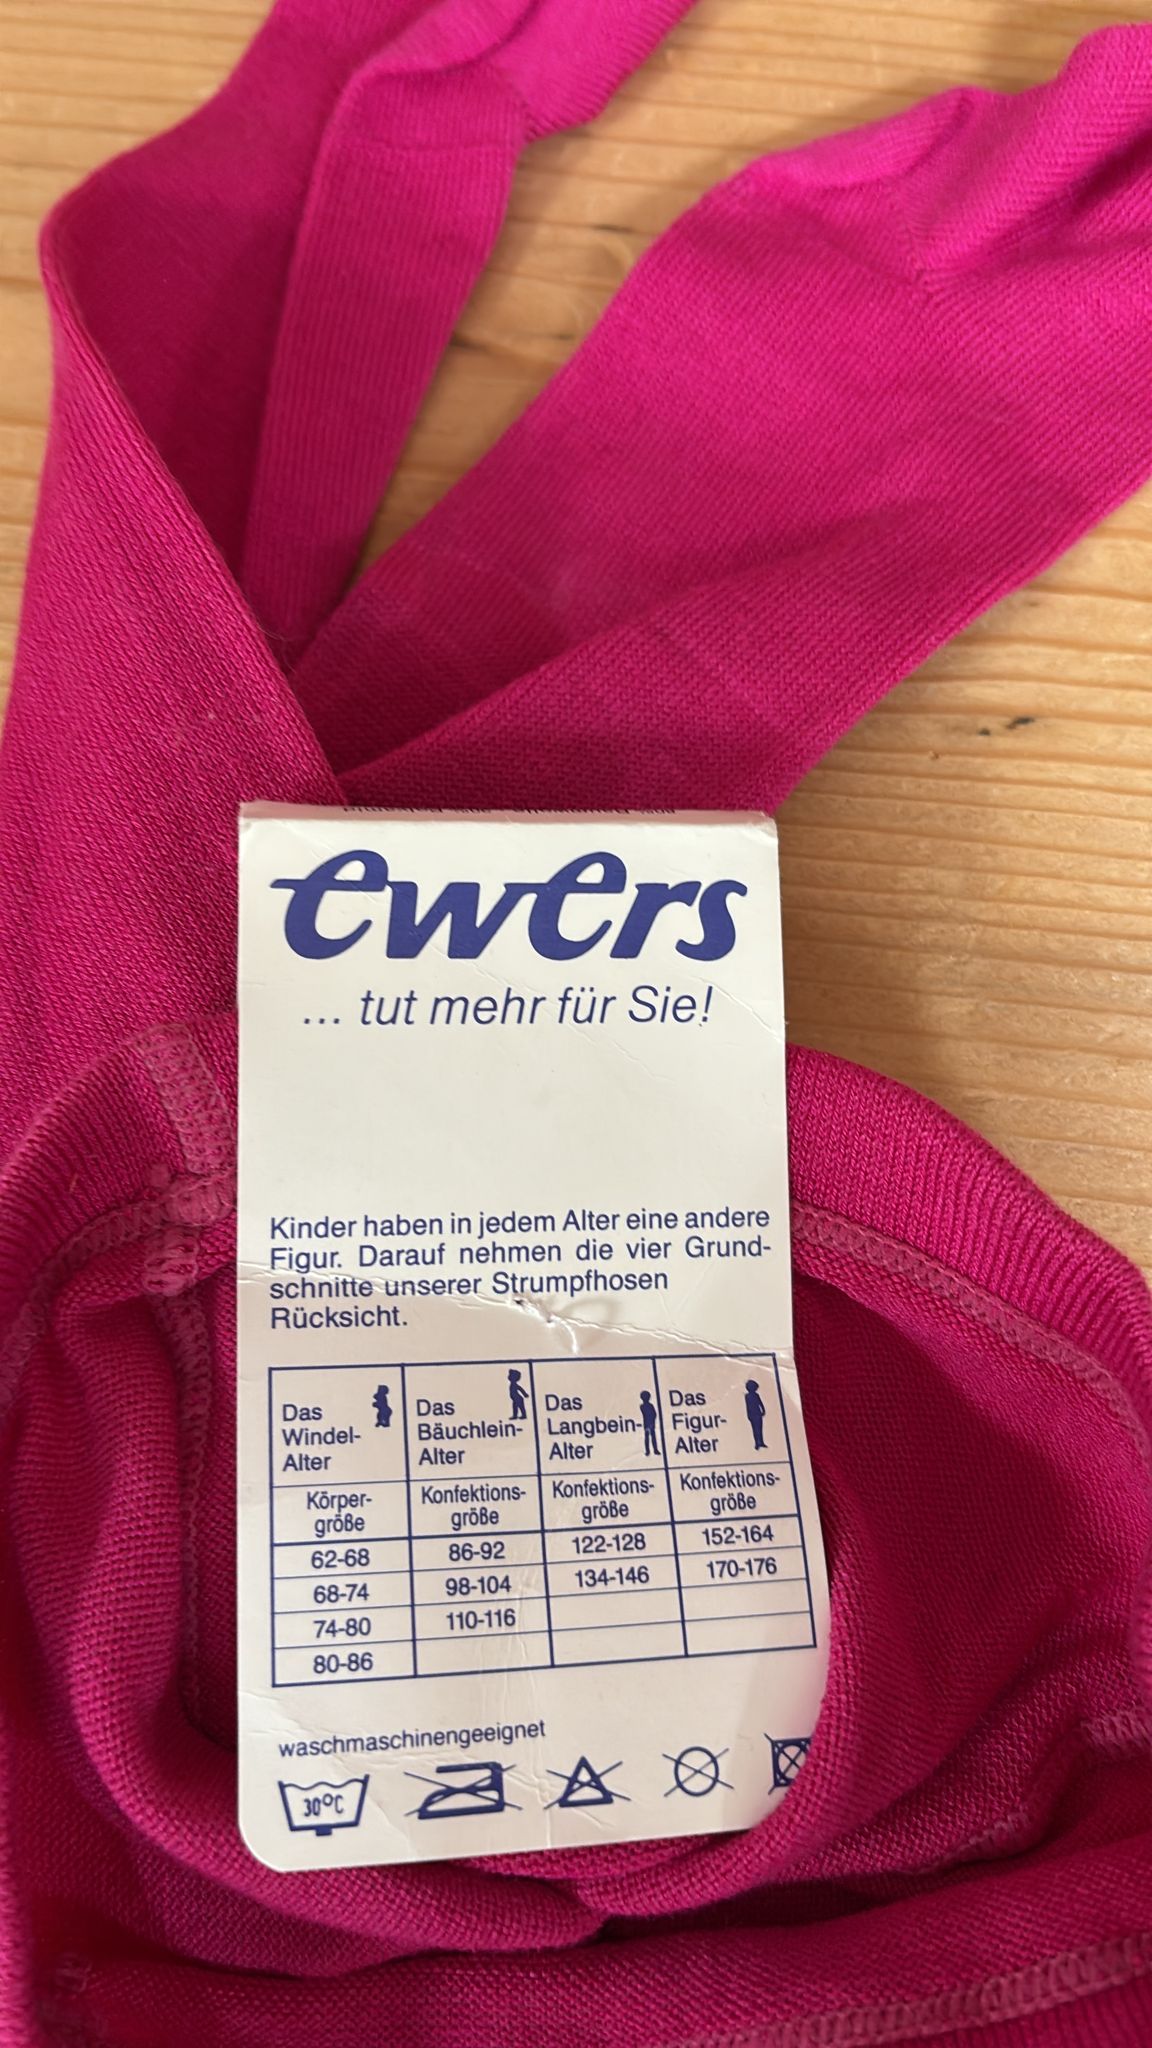 ewers
... tut mehr für Sie!
Kinder haben in jedem Alter eine andere
Figur. Darauf nehmen die vier Grund-
schnitte unserer Strumpfhosen
Rücksicht.
Das Windel-Alter
Das Bäuchlein-Alter
Das Langbein-Alter
Das Figur-Alter
Körper-größe
Konfektions-größe
Konfektions-größe
Konfektions-größe
62-68 86-92 122-128 152-164
68-74 98-104 134-146 170-176
74-80 110-116
80-86
waschmaschinengeeignet
30°C